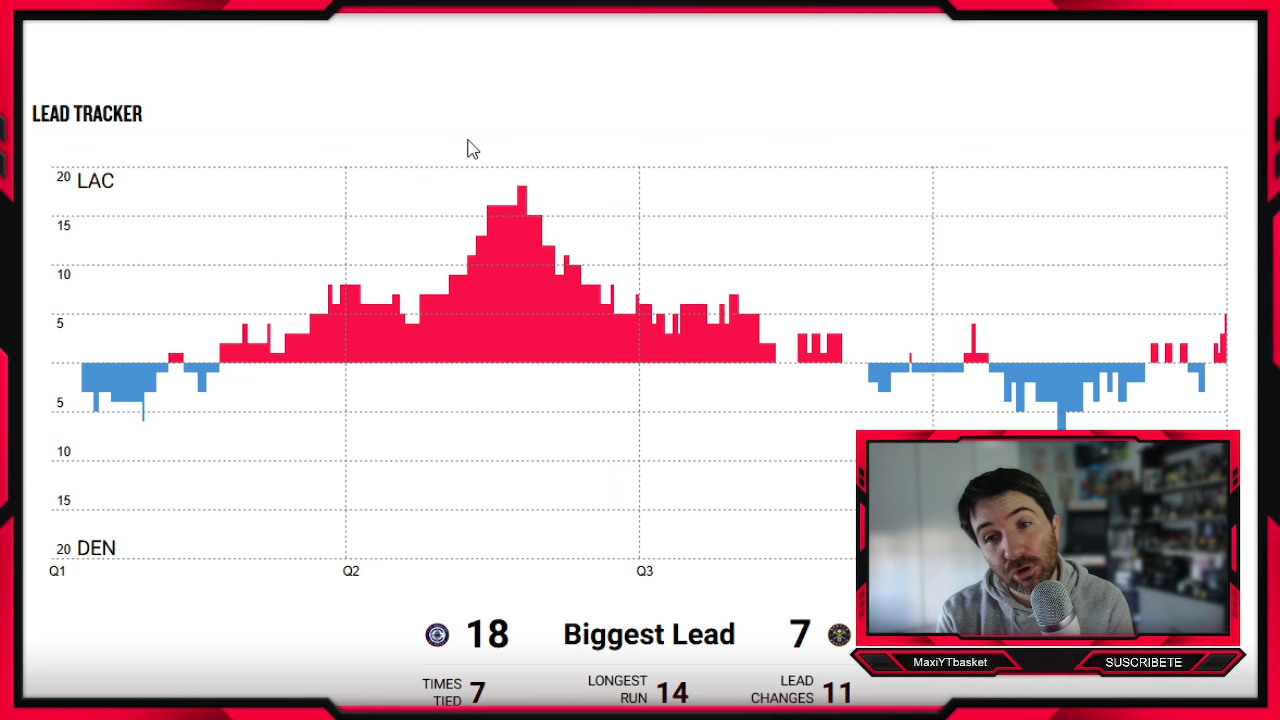 LEAD TRACKER
20 LAC
15
10
5
5
10
15
20 DEN
Q1 Q2 Q3
18 Biggest Lead 7
TIMES TIED 7 LONGEST RUN 14 LEAD CHANGES 11
MaxiYTbasket SUSCRIBETE